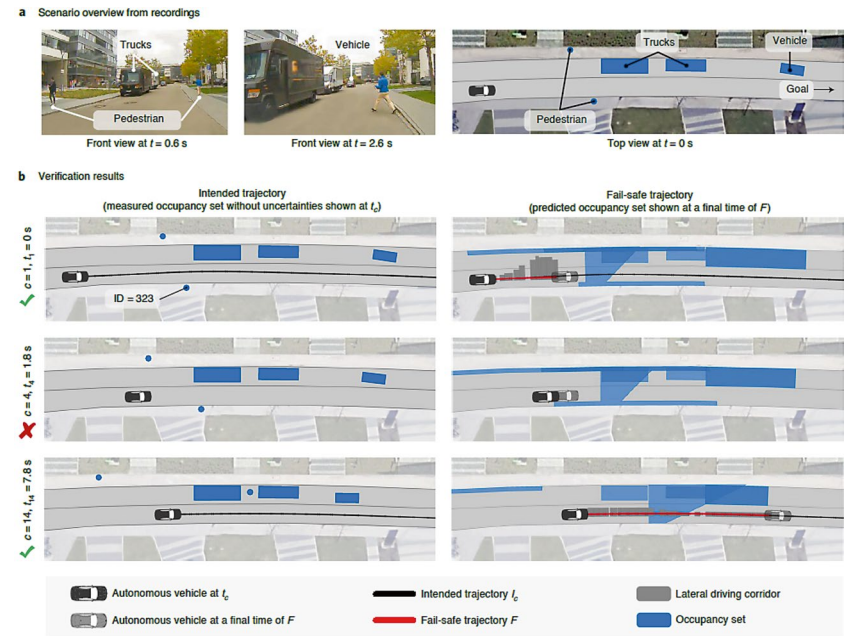 a Scenario overview from recordings
Trucks
Pedestrian
Front view at t = 0.6 s
Vehicle
Front view at t = 2.6 s
Trucks
Vehicle
Goal
Pedestrian
Top view at t = 0 s
b Verification results
Intended trajectory
(measured occupancy set without uncertainties shown at tc)
Fail-safe trajectory
(predicted occupancy set shown at a final time of F)
c = 1, t1 = 0 s
ID = 323
c = 4, t4 = 1.8 s
c = 14, t14 = 7.8 s
Autonomous vehicle at tc
Intended trajectory Ic
Lateral driving corridor
Autonomous vehicle at a final time of F
Fail-safe trajectory F
Occupancy set